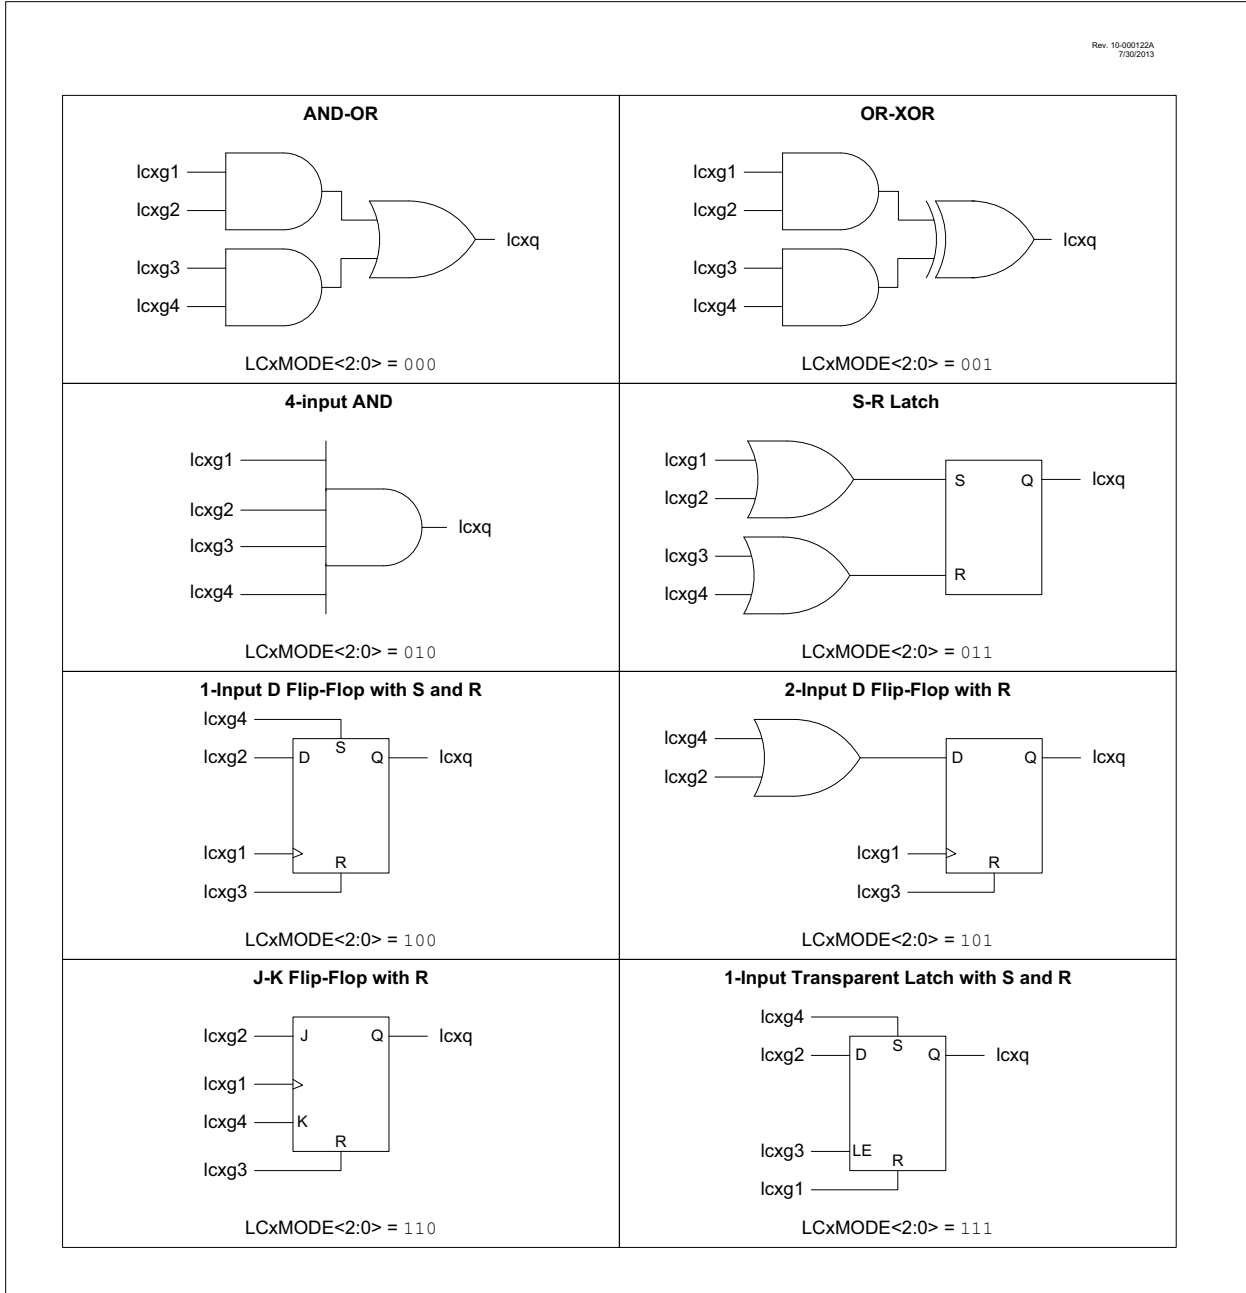 Rev. 10-000122A
7/30/2013
AND-OR
lcxg1
lcxg2
lcxg3
lcxg4
lcxq
LCxMODE<2:0> = 000
OR-XOR
lcxg1
lcxg2
lcxg3
lcxg4
lcxq
LCxMODE<2:0> = 001
4-input AND
lcxg1
lcxg2
lcxg3
lcxg4
lcxq
LCxMODE<2:0> = 010
S-R Latch
lcxg1
lcxg2
lcxg3
lcxg4
S Q lcxq
R
LCxMODE<2:0> = 011
1-Input D Flip-Flop with S and R
lcxg4
S
lcxg2 D Q lcxq
lcxg1
R
lcxg3
LCxMODE<2:0> = 100
2-Input D Flip-Flop with R
lcxg4
lcxg2
D Q lcxq
lcxg1
R
lcxg3
LCxMODE<2:0> = 101
J-K Flip-Flop with R
lcxg2 J Q lcxq
lcxg1
lcxg4 K
R
lcxg3
LCxMODE<2:0> = 110
1-Input Transparent Latch with S and R
lcxg4
S
lcxg2 D Q lcxq
lcxg3 LE
R
lcxg1
LCxMODE<2:0> = 111